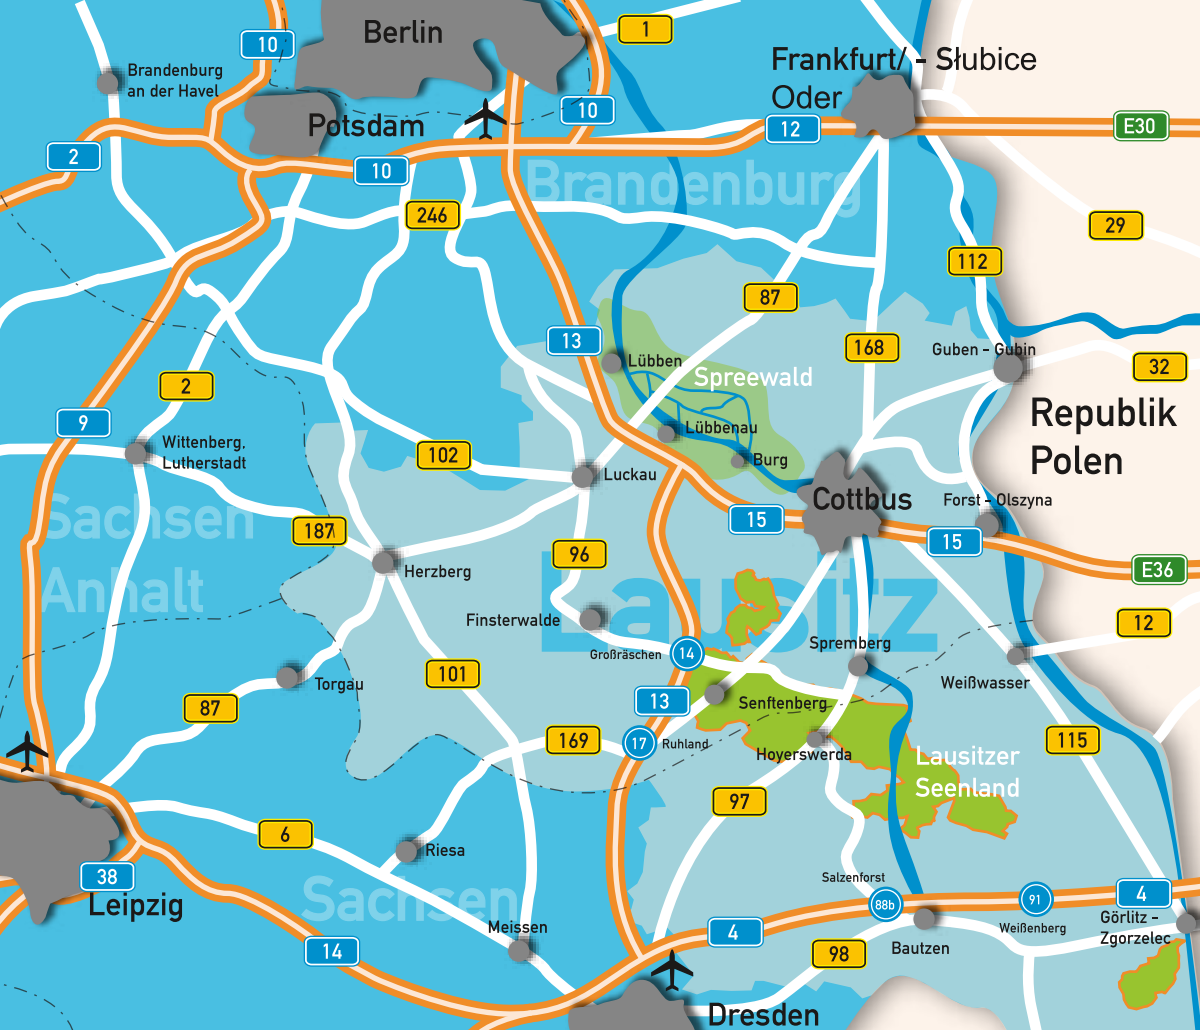 Berlin
1
10
Frankfurt/ - Słubice
Oder
Brandenburg
an der Havel
10
Potsdam
12
E30
2
10
Brandenburg
246
29
112
87
13
168
Guben - Gubin
Lübben
32
Spreewald
2
Republik
Polen
9
Lübbenau
Wittenberg,
Lutherstadt
102
Burg
Luckau
Cottbus
Forst - Olszyna
Sachsen
Anhalt
187
15
15
96
Herzberg
E36
Lausitz
Finsterwalde
12
Großräschen
14
Spremberg
101
Torgau
Weißwasser
87
13
Senftenberg
169
17
Ruhland
Hoyerswerda
115
Lausitzer
Seenland
97
6
Riesa
38
Salzenforst
Leipzig
Sachsen
88b
91
4
Meissen
Görlitz -
Zgorzelec
4
Weißenberg
14
98
Bautzen
Dresden